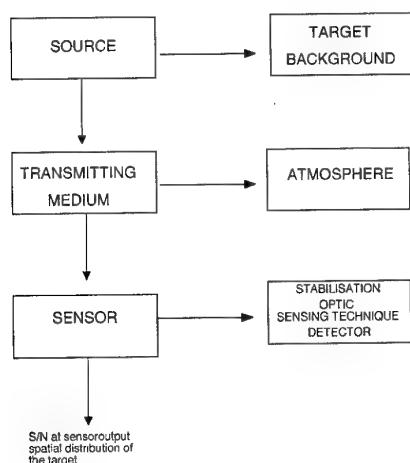 SOURCE
TARGET
BACKGROUND
TRANSMITTING
MEDIUM
ATMOSPHERE
SENSOR
STABILISATION
OPTIC
SENSING TECHNIQUE
DETECTOR
S/N at sensoroutput
spatial distribution of
the target